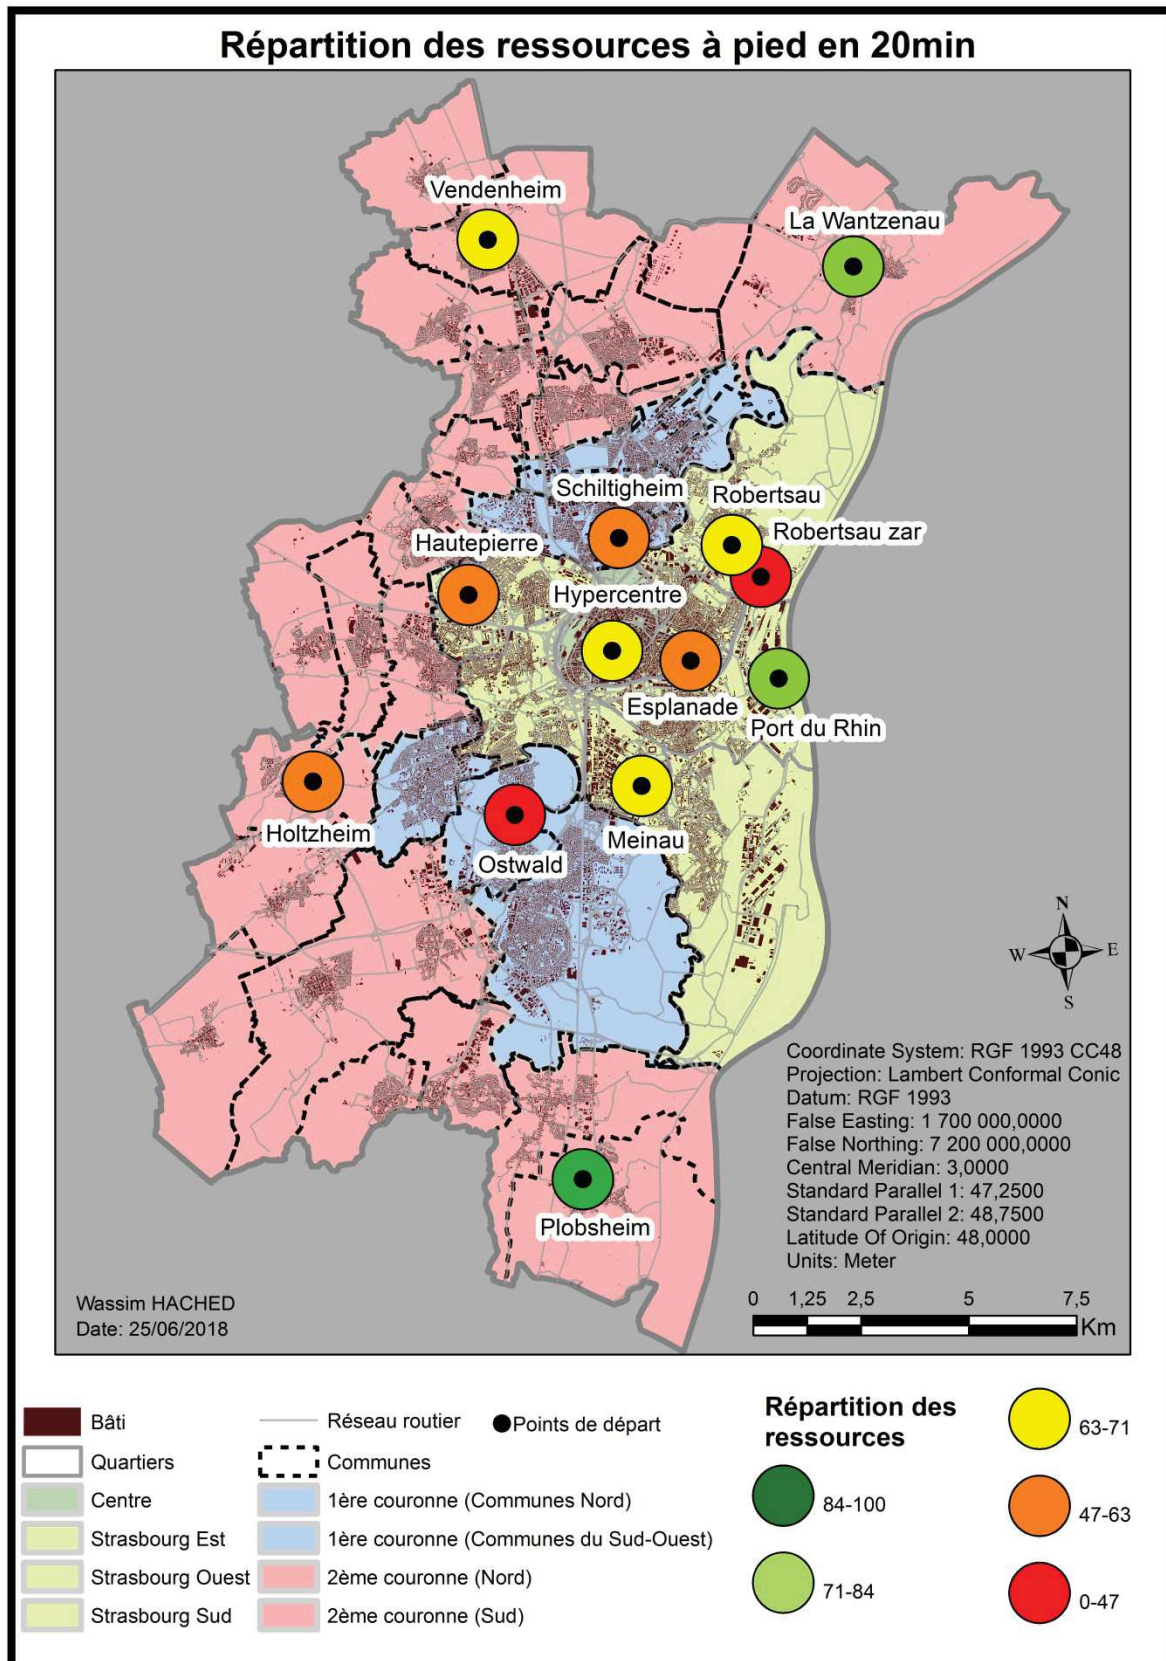 Répartition des ressources à pied en 20min
Vendenheim
La Wantzenau
Schiltigheim
Robertsau
Robertsau zar
Hautepierre
Hypercentre
Esplanade
Port du Rhin
Holtzheim
Ostwald
Meinau
Plobsheim
N
W
E
S
Coordinate System: RGF 1993 CC48
Projection: Lambert Conformal Conic
Datum: RGF 1993
False Easting: 1 700 000,0000
False Northing: 7 200 000,0000
Central Meridian: 3,0000
Standard Parallel 1: 47,2500
Standard Parallel 2: 48,7500
Latitude Of Origin: 48,0000
Units: Meter
Wassim HACHED
Date: 25/06/2018
0 1,25 2,5 5 7,5
Km
Bâti
Quartiers
Centre
Strasbourg Est
Strasbourg Ouest
Strasbourg Sud
Réseau routier
Communes
1ère couronne (Communes Nord)
1ère couronne (Communes du Sud-Ouest)
2ème couronne (Nord)
2ème couronne (Sud)
Points de départ
Répartition des
ressources
84-100
71-84
63-71
47-63
0-47